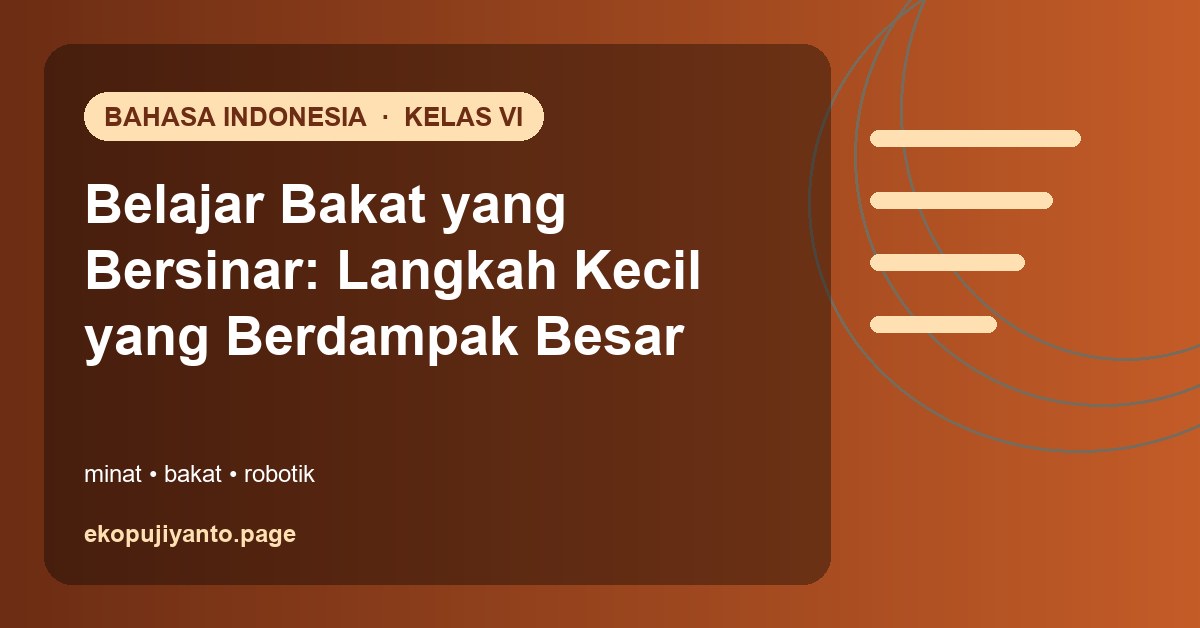 BAHASA INDONESIA · KELAS VI
Belajar Bakat yang
Bersinar: Langkah Kecil
yang Berdampak Besar
minat • bakat • robotik
ekopujiyanto.page